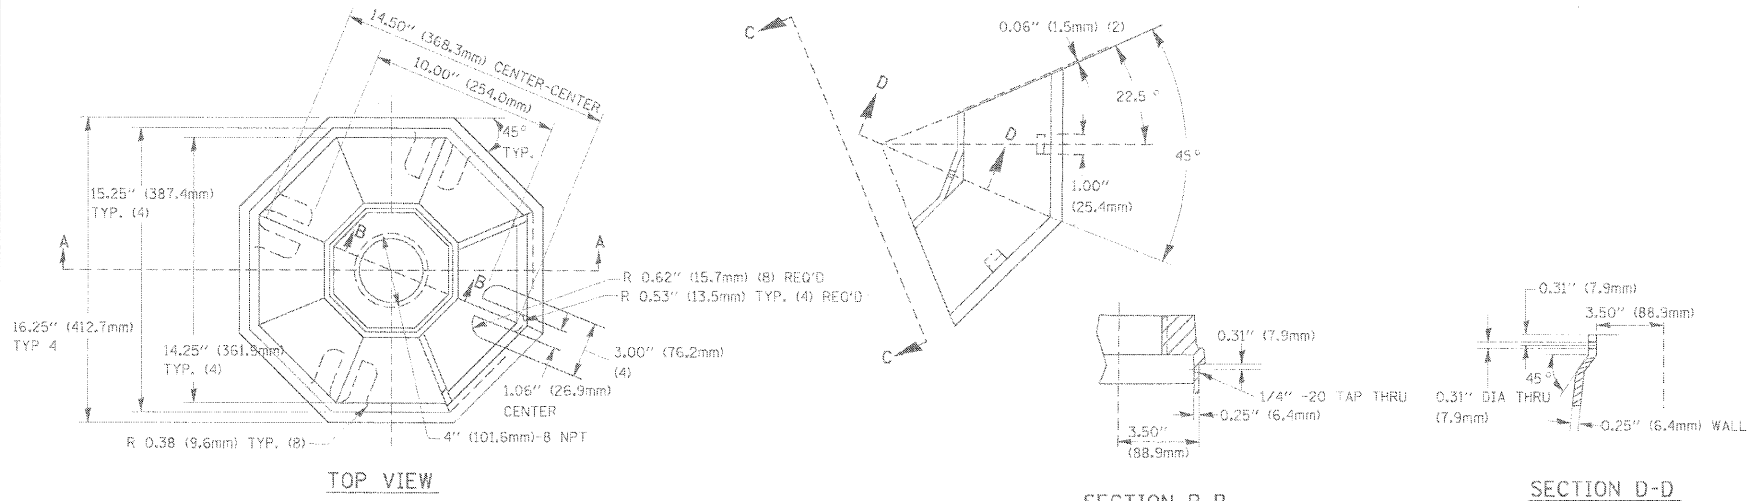 14.50" (368.3mm) CENTER-CENTER
10.00" (254.0mm)
45°
TYP.
15.25" (387.4mm)
TYP. (4)
A
A
B
B
16.25" (412.7mm)
TYP 4
14.25" (361.9mm)
TYP. (4)
R 0.62" (15.7mm) (8) REQ'D
R 0.53" (13.5mm) TYP. (4) REQ'D
3.00" (76.2mm)
(4)
1.06" (26.9mm)
CENTER
R 0.38 (9.6mm) TYP. (8)
4" (101.6mm)-8 NPT
TOP VIEW
C
0.06" (1.5mm) (2)
D
22.5°
D
45°
1.00"
(25.4mm)
C
0.31" (7.9mm)
1/4" -20 TAP THRU
0.25" (6.4mm)
3.50"
(88.9mm)
SECTION B-B
0.31" (7.9mm)
3.50" (88.9mm)
45°
0.31" DIA THRU
(7.9mm)
0.25" (6.4mm) WALL
SECTION D-D